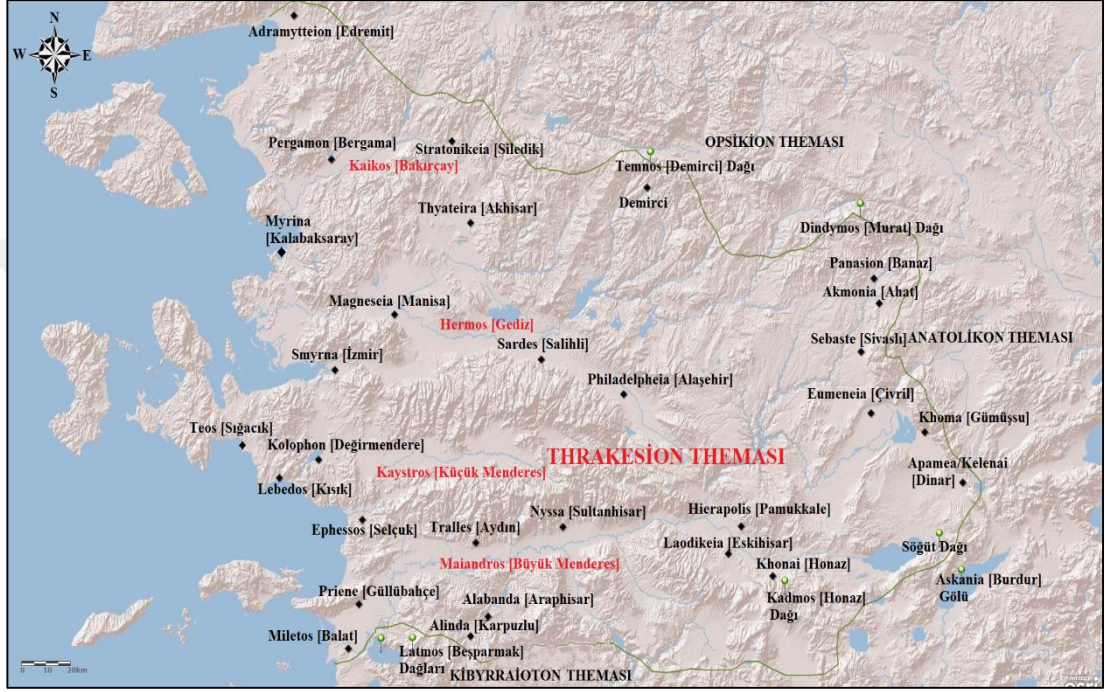 N
W E
S
Adramytteion [Edremit]
Pergamon [Bergama]
Stratonikeia [Siledik]
Kaikos [Bakırçay]
OPSİKİON THEMASI
Temnos [Demirci] Dağı
Demirci
Thyateira [Akhisar]
Myrina
[Kalabaksaray]
Dindymos [Murat] Dağı
Panasion [Banaz]
Akmonia [Ahat]
Magneseia [Manisa]
Hermos [Gediz]
Sardes [Salihli]
Sebaste [Sivaslı]
ANATOLİKON THEMASI
Smyrna [İzmir]
Philadelpheia [Alaşehir]
Eumeneia [Çivril]
Khoma [Gümüşsu]
Teos [Sığacık]
Kolophon [Değirmendere]
THRAKESİON THEMASI
Kaystros [Küçük Menderes]
Apamea/Kelenai
[Dinar]
Lebedos [Kısık]
Ephessos [Selçuk]
Tralles [Aydın]
Nyssa [Sultanhisar]
Hierapolis [Pamukkale]
Laodikeia [Eskihisar]
Söğüt Dağı
Maiandros [Büyük Menderes]
Khonai [Honaz]
Askania [Burdur]
Gölü
Kadmos [Honaz]
Dağı
Priene [Güllübahçe]
Alabanda [Araphisar]
Alinda [Karpuzlu]
Miletos [Balat]
Latmos [Beşparmak]
Dağları
KİBYRRAİOTON THEMASI
0 10 20km
POWERED BY
esri